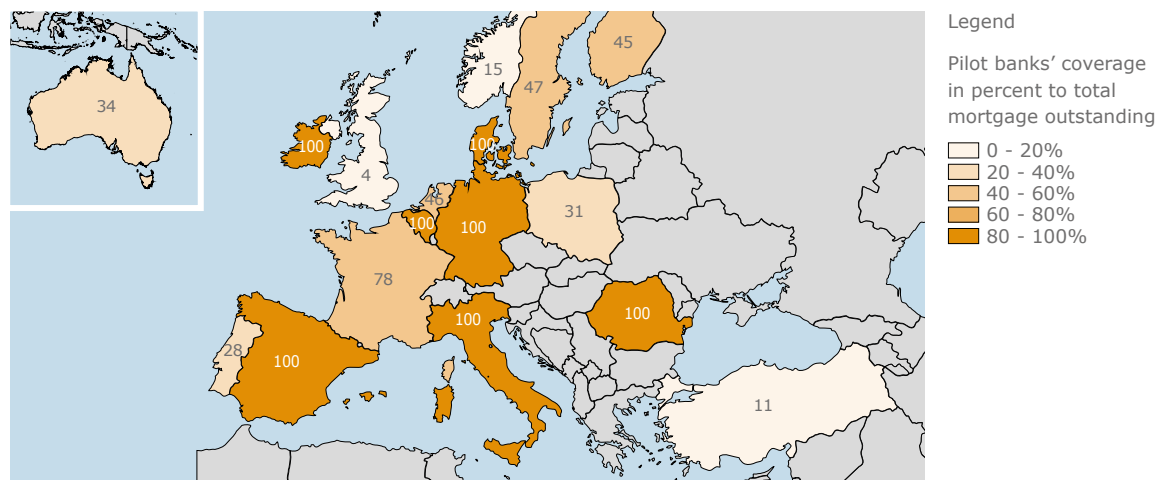 Legend
Pilot banks’ coverage
in percent to total
mortgage outstanding
0 - 20%
20 - 40%
40 - 60%
60 - 80%
80 - 100%
34
45
15
47
100
100
4
46
31
100
100
78
100
100
28
100
11